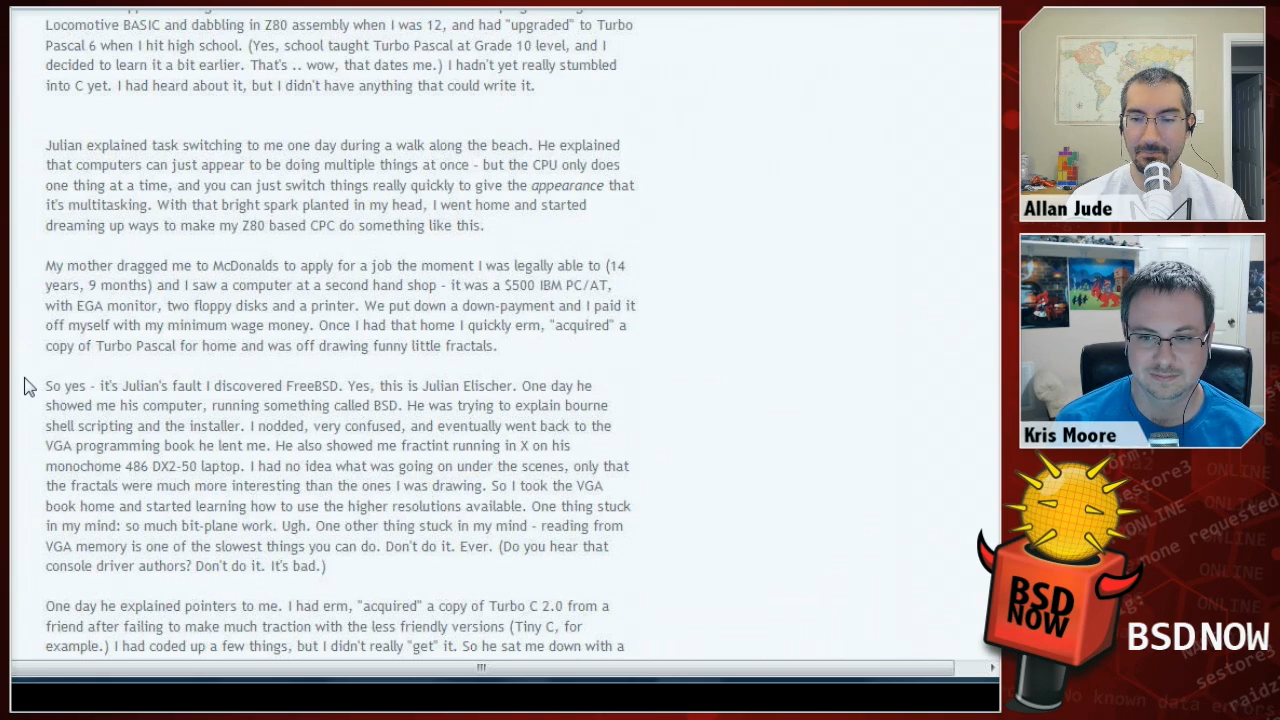 Locomotive BASIC and dabbling in Z80 assembly when I was 12, and had "upgraded" to Turbo
Pascal 6 when I hit high school. (Yes, school taught Turbo Pascal at Grade 10 level, and I
decided to learn it a bit earlier. That's .. wow, that dates me.) I hadn't yet really stumbled
into C yet. I had heard about it, but I didn't have anything that could write it.
Julian explained task switching to me one day during a walk along the beach. He explained
that computers can just appear to be doing multiple things at once - but the CPU only does
one thing at a time, and you can just switch things really quickly to give the appearance that
it's multitasking. With that bright spark planted in my head, I went home and started
dreaming up ways to make my Z80 based CPC do something like this.
My mother dragged me to McDonalds to apply for a job the moment I was legally able to (14
years, 9 months) and I saw a computer at a second hand shop - it was a $500 IBM PC/AT,
with EGA monitor, two floppy disks and a printer. We put down a down-payment and I paid it
off myself with my minimum wage money. Once I had that home I quickly erm, "acquired" a
copy of Turbo Pascal for home and was off drawing funny little fractals.
So yes - it's Julian's fault I discovered FreeBSD. Yes, this is Julian Elischer. One day he
showed me his computer, running something called BSD. He was trying to explain bourne
shell scripting and the installer. I nodded, very confused, and eventually went back to the
VGA programming book he lent me. He also showed me fractint running in X on his
monochome 486 DX2-50 laptop. I had no idea what was going on under the scenes, only that
the fractals were much more interesting than the ones I was drawing. So I took the VGA
book home and started learning how to use the higher resolutions available. One thing stuck
in my mind: so much bit-plane work. Ugh. One other thing stuck in my mind - reading from
VGA memory is one of the slowest things you can do. Don't do it. Ever. (Do you hear that
console driver authors? Don't do it. It's bad.)
One day he explained pointers to me. I had erm, "acquired" a copy of Turbo C 2.0 from a
friend after failing to make much traction with the less friendly versions (Tiny C, for
example.) I had coded up a few things, but I didn't really "get" it. So he sat me down with a
Allan Jude
Kris Moore
BSD
NOW
BSD NOW
ONLINE
ONLINE
ONLINE
ONLINE
ONLINE
none requested
estore3
sestore3
No known data errors
raidz